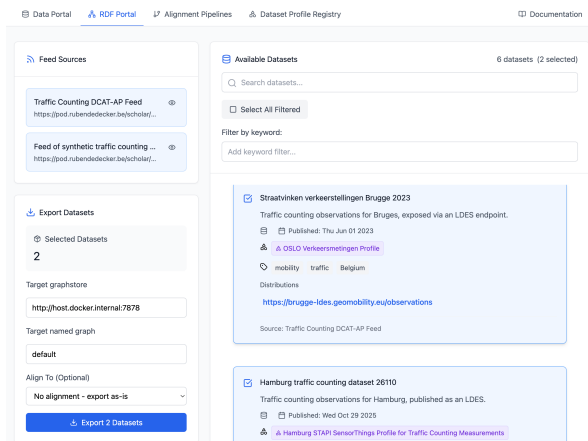 Data Portal
RDF Portal
Alignment Pipelines
Dataset Profile Registry
Documentation
Feed Sources
Traffic Counting DCAT-AP Feed
https://pod.rubendedecker.be/scholar/...
Feed of synthetic traffic counting ...
https://pod.rubendedecker.be/scholar/...
Export Datasets
Selected Datasets
2
Target graphstore
http://host.docker.internal:7878
Target named graph
default
Align To (Optional)
No alignment - export as-is
Export 2 Datasets
Available Datasets
6 datasets (2 selected)
Search datasets...
Select All Filtered
Filter by keyword:
Add keyword filter...
Straatvinken verkeerstellingen Brugge 2023
Traffic counting observations for Bruges, exposed via an LDES endpoint.
Published: Thu Jun 01 2023
OSLO Verkeersmetingen Profile
mobility traffic Belgium
Distributions
https://brugge-ldes.geomobility.eu/observations
Source: Traffic Counting DCAT-AP Feed
Hamburg traffic counting dataset 26110
Traffic counting observations for Hamburg, published as an LDES.
Published: Wed Oct 29 2025
Hamburg STAPI SensorThings Profile for Traffic Counting Measurements